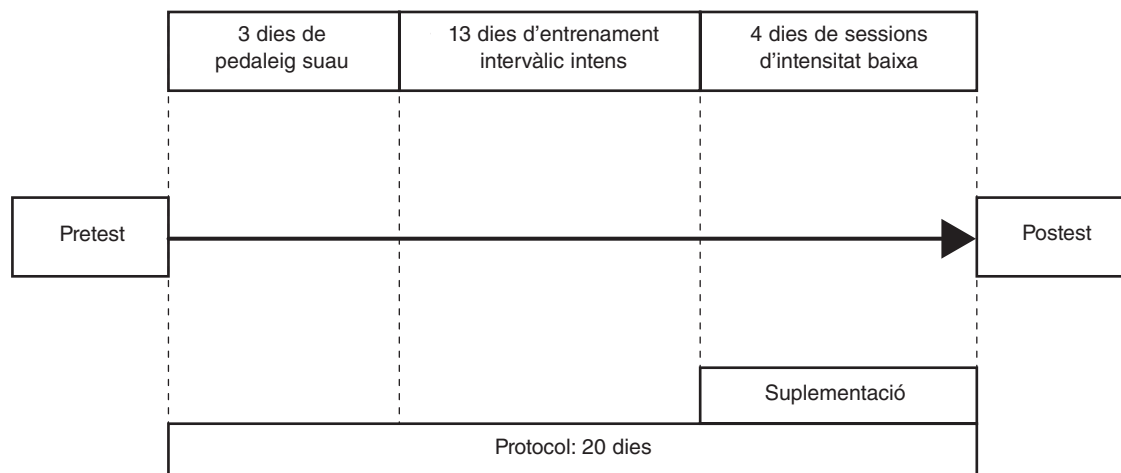 3 dies de
pedaleig suau
13 dies d’entrenament
intervàlic intens
4 dies de sessions
d’intensitat baixa
Pretest
Postest
Suplementació
Protocol: 20 dies